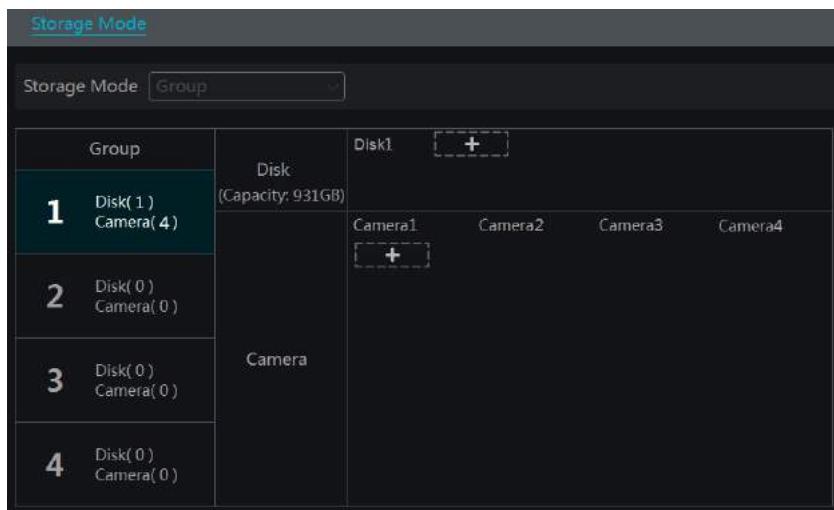 Storage Mode
Storage Mode Group
Group
1 Disk( 1 )
Camera( 4 )
2 Disk( 0 )
Camera( 0 )
3 Disk( 0 )
Camera( 0 )
4 Disk( 0 )
Camera( 0 )
Disk
(Capacity: 931GB)
Disk1 +
Camera
Camera1 Camera2 Camera3 Camera4
+